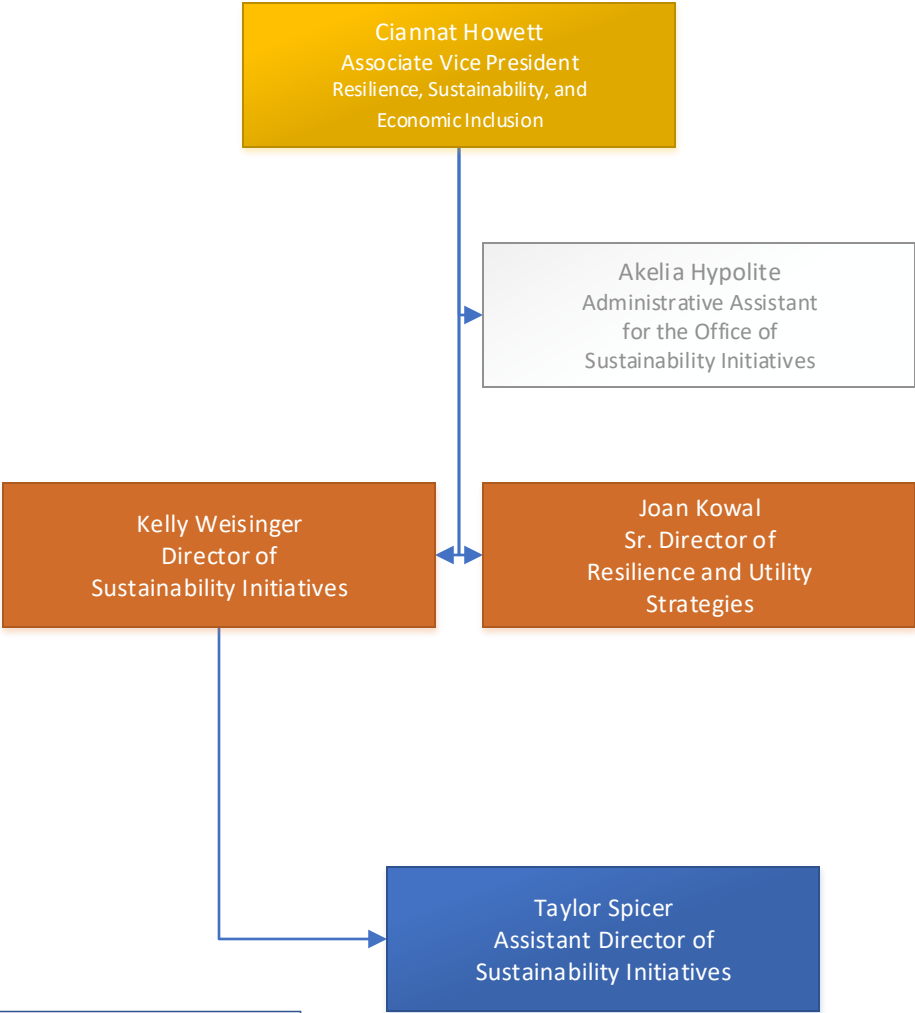 Ciannat Howett
Associate Vice President
Resilience, Sustainability, and
Economic Inclusion
Akelia Hypolite
Administrative Assistant
for the Office of
Sustainability Initiatives
Kelly Weisinger
Director of
Sustainability Initiatives
Joan Kowal
Sr. Director of
Resilience and Utility
Strategies
Taylor Spicer
Assistant Director of
Sustainability Initiatives